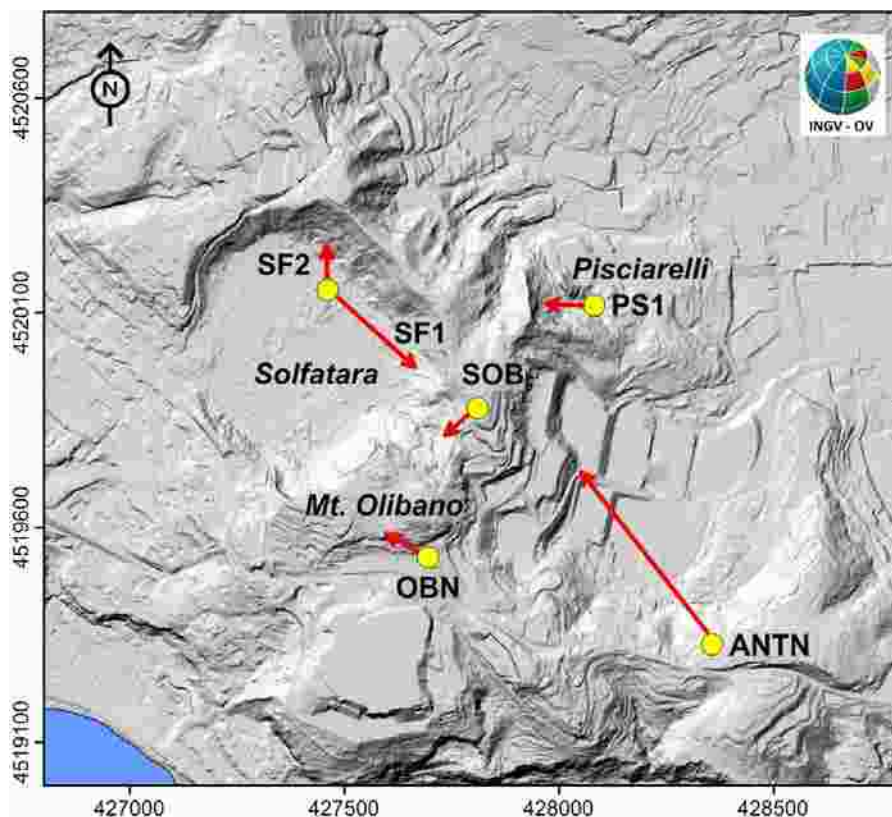 N
INGV - OV
4520600
SF2
Pisciarelli
4520100
PS1
SF1
Solfatara
SOB
Mt. Olibano
4519600
OBN
ANTN
4519100
427000
427500
428000
428500